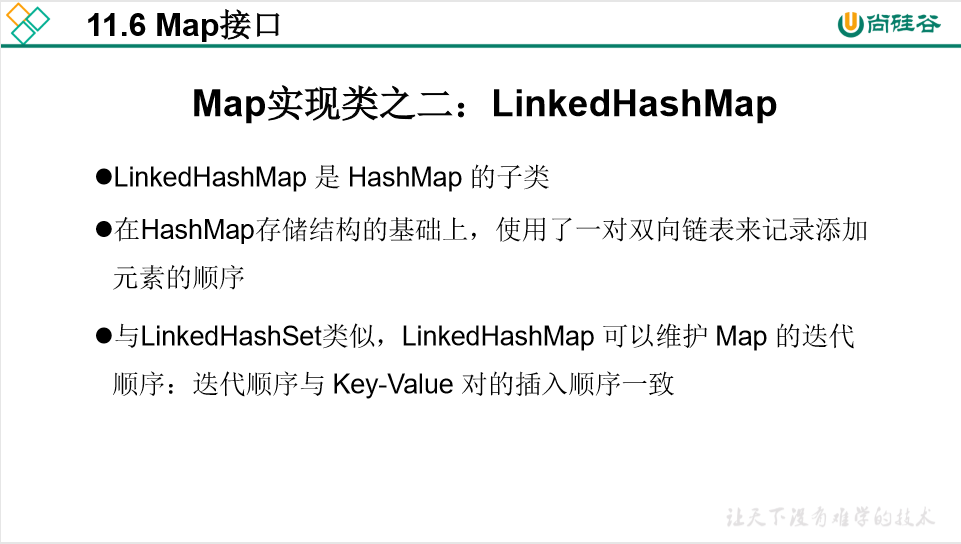 11.6 Map接口
尚硅谷
Map实现类之二：LinkedHashMap
●LinkedHashMap 是 HashMap 的子类
●在HashMap存储结构的基础上，使用了一对双向链表来记录添加
元素的顺序
●与LinkedHashSet类似，LinkedHashMap 可以维护 Map 的迭代
顺序：迭代顺序与 Key-Value 对的插入顺序一致
让天下没有难学的技术